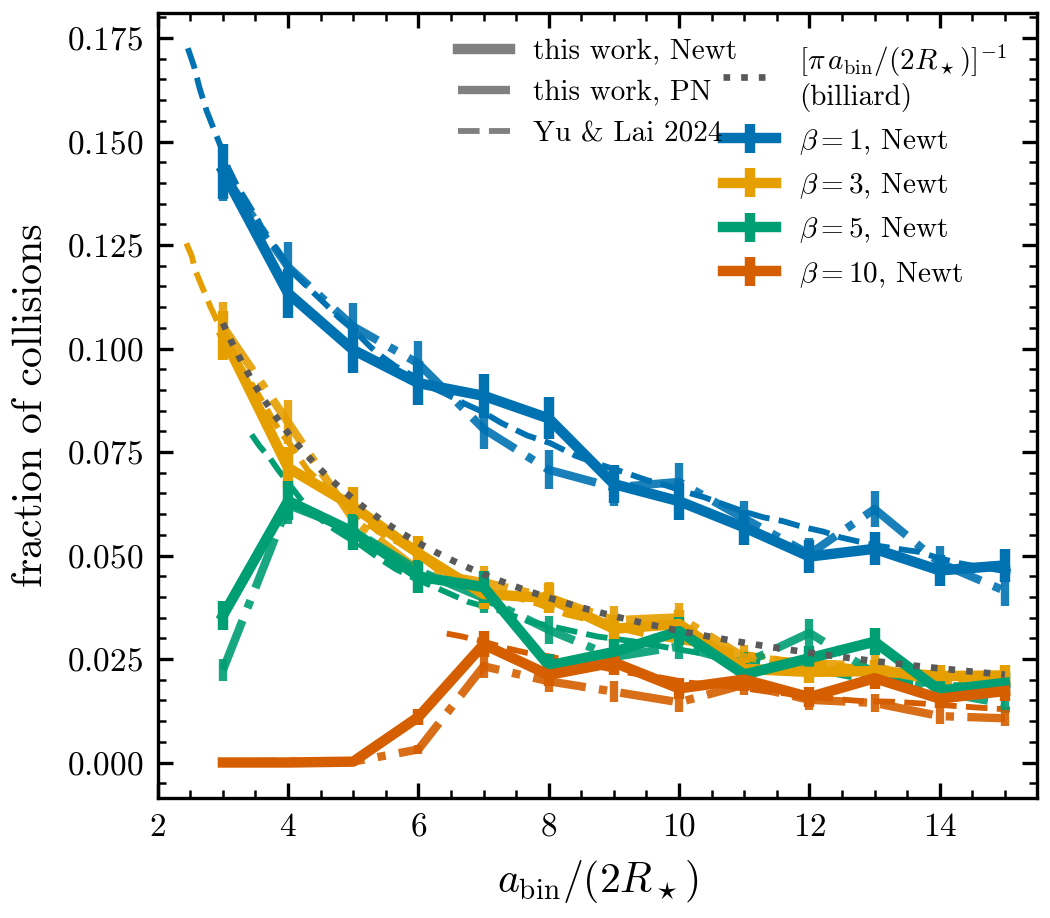 0.175
0.150
0.125
0.100
0.075
0.050
0.025
0.000
fraction of collisions
2
4
6
8
10
12
14
a_bin/(2R_⋆)
this work, Newt
this work, PN
Yu & Lai 2024
[πa_bin/(2R_⋆)]^−1
(billiard)
β = 1, Newt
β = 3, Newt
β = 5, Newt
β = 10, Newt